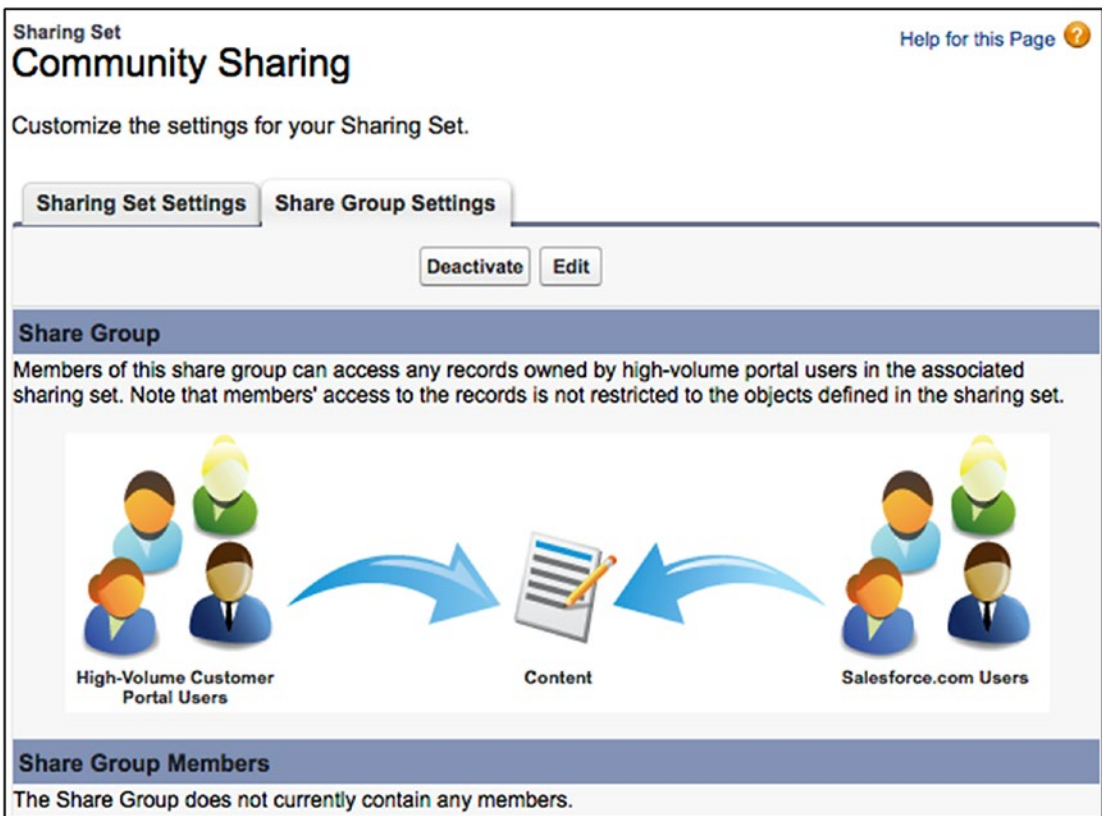 Sharing Set
Community Sharing
Help for this Page ?
Customize the settings for your Sharing Set.
Sharing Set Settings
Share Group Settings
Deactivate
Edit
Share Group
Members of this share group can access any records owned by high-volume portal users in the associated
sharing set. Note that members' access to the records is not restricted to the objects defined in the sharing set.
High-Volume Customer
Portal Users
Content
Salesforce.com Users
Share Group Members
The Share Group does not currently contain any members.